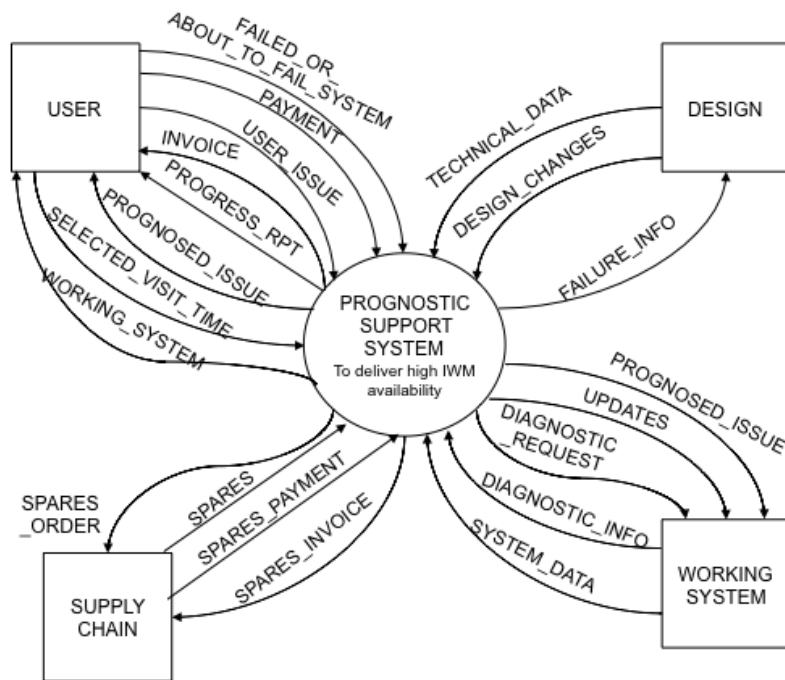 FAILED_OR_
ABOUT_TO_FAIL_SYSTEM
PAYMENT
USER_ISSUE
INVOICE
PROGRESS_RPT
PROGNOSED_ISSUE
SELECTED_VISIT_TIME
WORKING_SYSTEM
USER
DESIGN
TECHNICAL_DATA
DESIGN_CHANGES
FAILURE_INFO
PROGNOSTIC
SUPPORT
SYSTEM
To deliver high IWM
availability
PROGNOSED_ISSUE
UPDATES
DIAGNOSTIC
_REQUEST
DIAGNOSTIC_INFO
SYSTEM_DATA
SPARES
_ORDER
SPARES
SPARES_PAYMENT
SPARES_INVOICE
SUPPLY
CHAIN
WORKING
SYSTEM